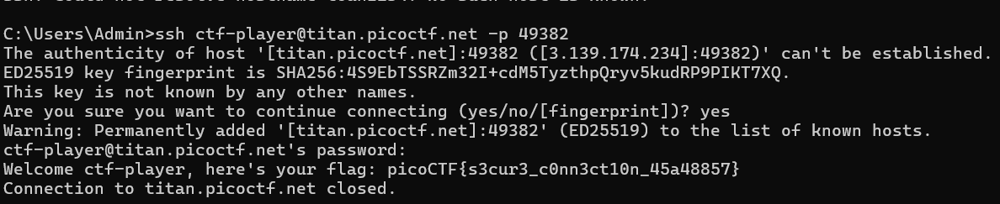 C:\Users\Admin>ssh ctf-player@titan.picoctf.net -p 49382
The authenticity of host '[titan.picoctf.net]:49382 ([3.139.174.234]:49382)' can't be established.
ED25519 key fingerprint is SHA256:4S9EbTSSRZm32I+cdM5TyzthpQryv5kudRP9PIKT7XQ.
This key is not known by any other names.
Are you sure you want to continue connecting (yes/no/[fingerprint])? yes
Warning: Permanently added '[titan.picoctf.net]:49382' (ED25519) to the list of known hosts.
ctf-player@titan.picoctf.net's password:
Welcome ctf-player, here's your flag: picoCTF{s3cur3_c0nn3ct10n_45a48857}
Connection to titan.picoctf.net closed.